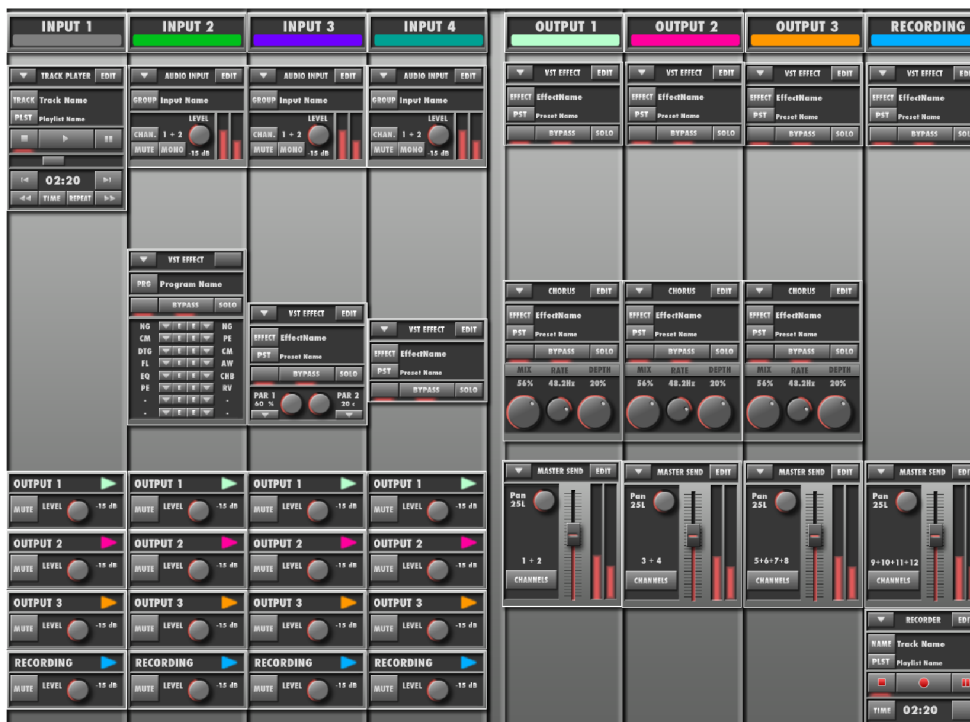 INPUT 1 INPUT 2 INPUT 3 INPUT 4 OUTPUT 1 OUTPUT 2 OUTPUT 3 RECORDING
TRACK PLAYER EDIT
TRACK Track Name
PLST Playlist Name
02:20
TIME REPEAT
AUDIO INPUT EDIT
GROUP Input Name
LEVEL
CHAN. 1 + 2
MUTE MONO -15 dB
AUDIO INPUT EDIT
GROUP Input Name
LEVEL
CHAN. 1 + 2
MUTE MONO -15 dB
AUDIO INPUT EDIT
GROUP Input Name
LEVEL
CHAN. 1 + 2
MUTE MONO -15 dB
VST EFFECT
PRG Program Name
BYPASS SOLO
NG E E NG
CM E E PE
DTG E E CM
FL E E AW
EQ E E CHB
PE E E RV
- E E -
- E E -
VST EFFECT EDIT
EFFECT EffectName
PST Preset Name
BYPASS SOLO
PAR 1 PAR 2
60 % 20 s
VST EFFECT EDIT
EFFECT EffectName
PST Preset Name
BYPASS SOLO
OUTPUT 1 OUTPUT 1 OUTPUT 1 OUTPUT 1
MUTE LEVEL -15 dB MUTE LEVEL -15 dB MUTE LEVEL -15 dB MUTE LEVEL -15 dB
OUTPUT 2 OUTPUT 2 OUTPUT 2 OUTPUT 2
MUTE LEVEL -15 dB MUTE LEVEL -15 dB MUTE LEVEL -15 dB MUTE LEVEL -15 dB
OUTPUT 3 OUTPUT 3 OUTPUT 3 OUTPUT 3
MUTE LEVEL -15 dB MUTE LEVEL -15 dB MUTE LEVEL -15 dB MUTE LEVEL -15 dB
RECORDING RECORDING RECORDING RECORDING
MUTE LEVEL -15 dB MUTE LEVEL -15 dB MUTE LEVEL -15 dB MUTE LEVEL -15 dB
VST EFFECT EDIT VST EFFECT EDIT VST EFFECT EDIT VST EFFECT
EFFECT EffectName EFFECT EffectName EFFECT EffectName EFFECT EffectName
PST Preset Name PST Preset Name PST Preset Name PST Preset Name
BYPASS SOLO BYPASS SOLO BYPASS SOLO BYPASS
CHORUS EDIT CHORUS EDIT CHORUS EDIT
EFFECT EffectName EFFECT EffectName EFFECT EffectName
PST Preset Name PST Preset Name PST Preset Name
BYPASS SOLO BYPASS SOLO BYPASS SOLO
MIX RATE DEPTH MIX RATE DEPTH MIX RATE DEPTH
56% 48.2Hz 20% 56% 48.2Hz 20% 56% 48.2Hz 20%
MASTER SEND EDIT MASTER SEND EDIT MASTER SEND EDIT MASTER SEND
Pan Pan Pan Pan
25L 25L 25L 25L
1 + 2 3 + 4 5+6+7+8 9+10+11+12
CHANNELS CHANNELS CHANNELS CHANNELS
RECORDER
NAME Track Name
PLST Playlist Name
TIME 02:20